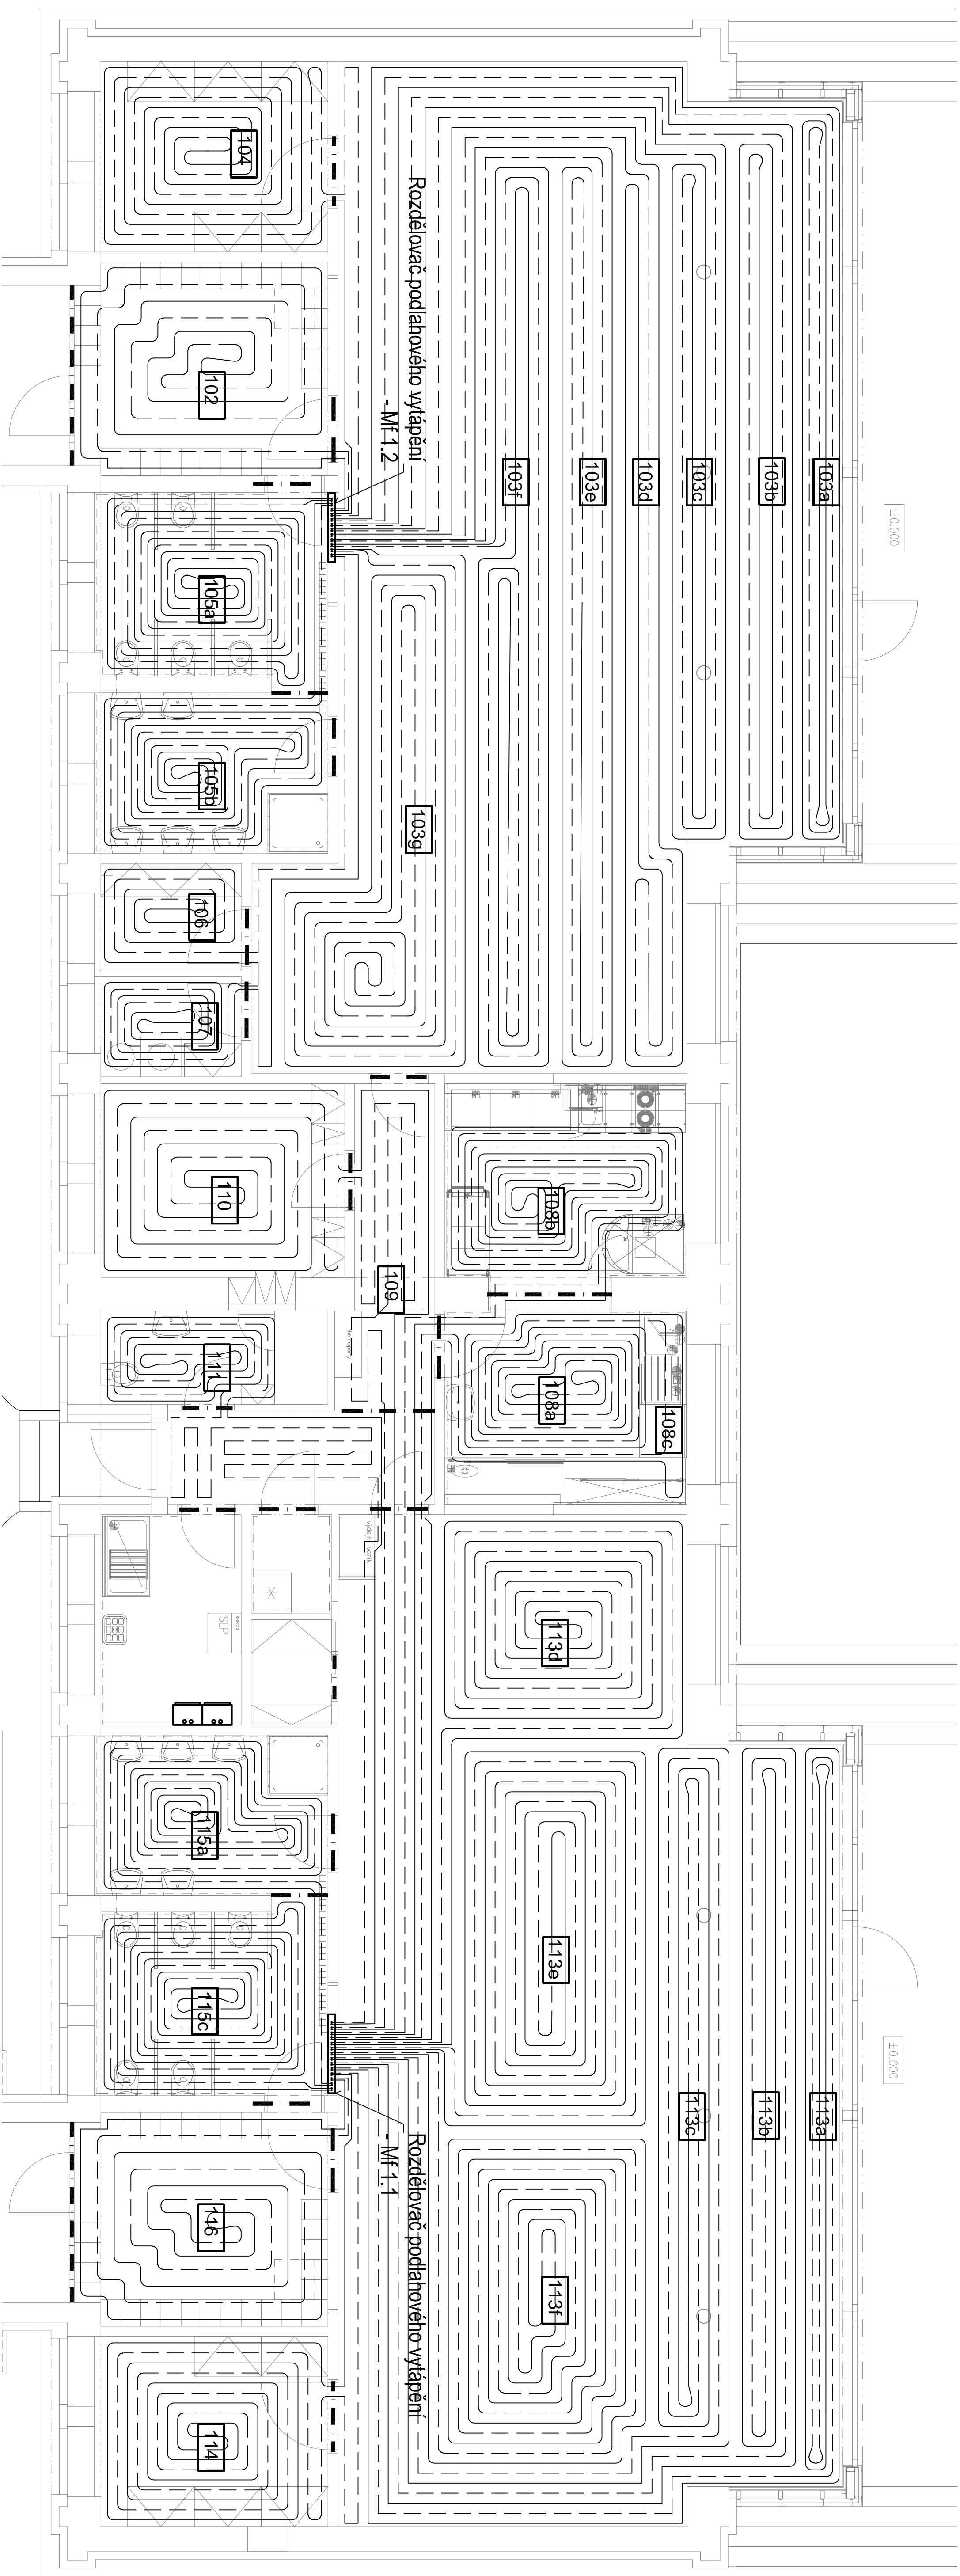 104
102
Rozdělovač podlahového vytápění
- Mf 1.2
103f
103e
103d
103c
103b
103a
±0.000
105a
105b
103g
106
107
110
109
108b
111
108a
108c
113d
SLP
115a
113e
115c
±0.000
Rozdělovač podlahového vytápění
- Mf 1.1
113c
113b
113a
116
113f
114